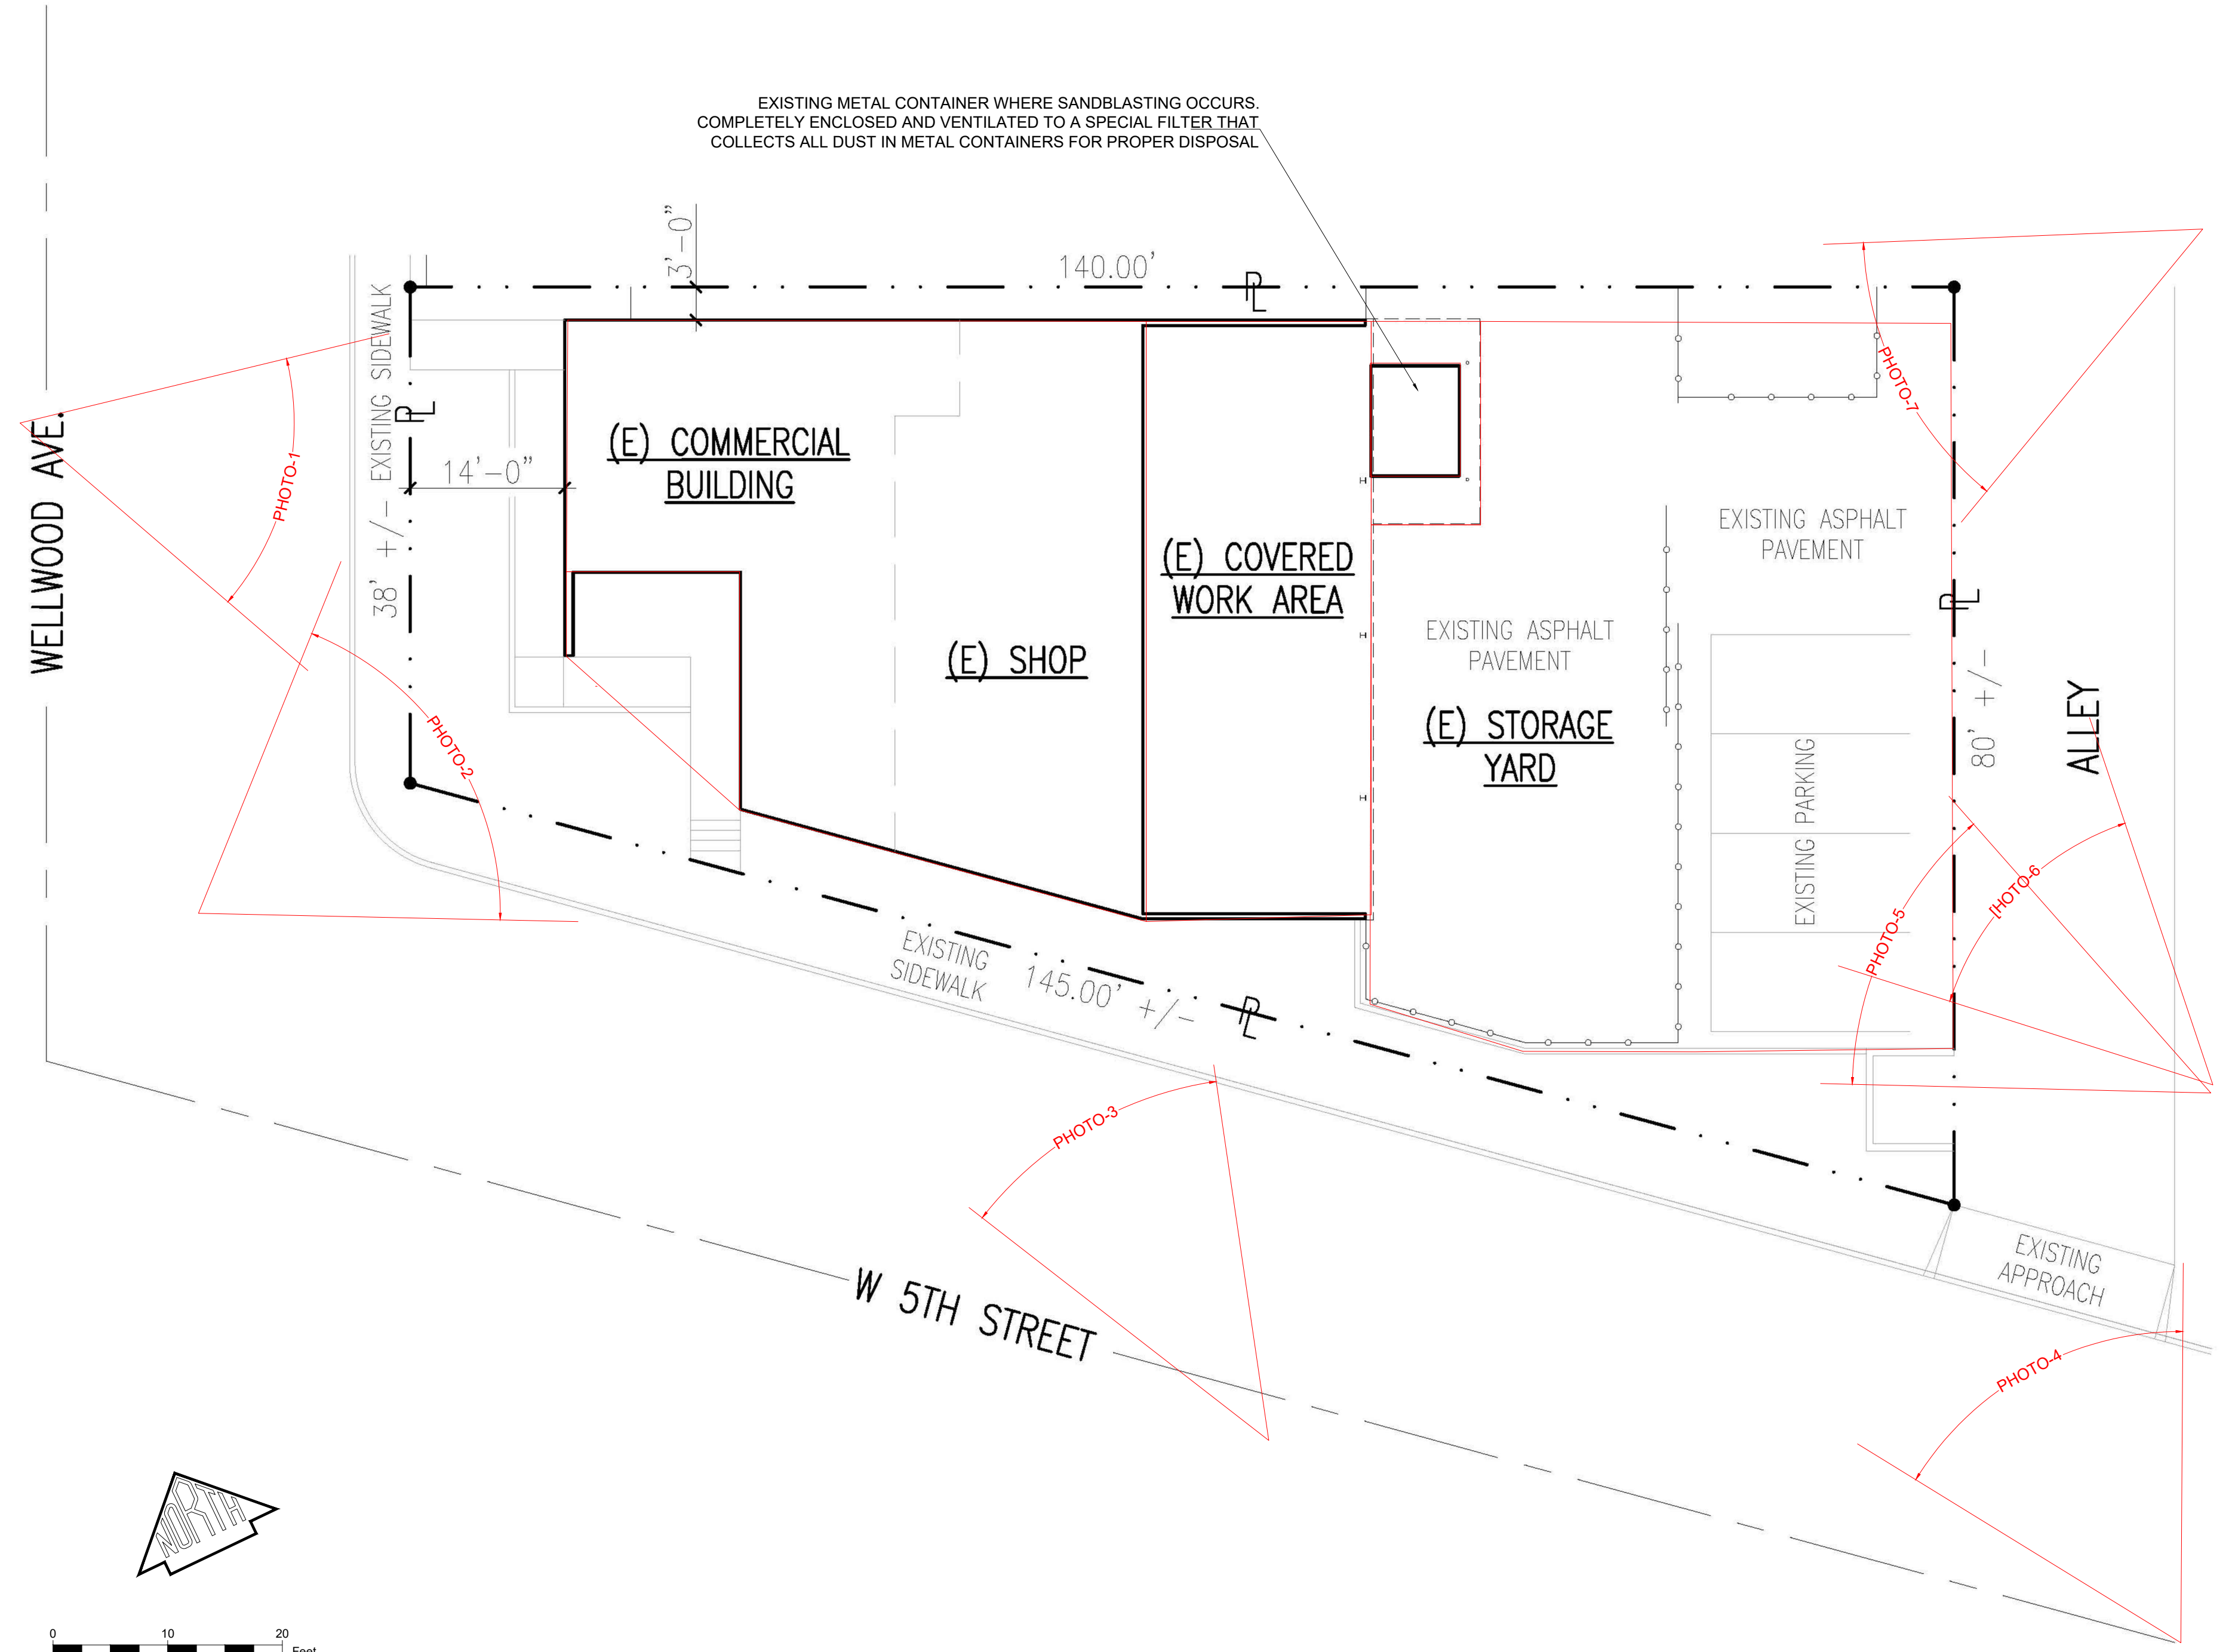 EXISTING METAL CONTAINER WHERE SANDBLASTING OCCURS.
COMPLETELY ENCLOSED AND VENTILATED TO A SPECIAL FILTER THAT
COLLECTS ALL DUST IN METAL CONTAINERS FOR PROPER DISPOSAL
3'-0"
140.00'
PL
WELLWOOD AVE.
38' +/-
EXISTING SIDEWALK
PL
14'-0"
PHOTO-1
PHOTO-2
(E) COMMERCIAL
BUILDING
(E) SHOP
(E) COVERED
WORK AREA
EXISTING ASPHALT
PAVEMENT
(E) STORAGE
YARD
EXISTING ASPHALT
PAVEMENT
EXISTING PARKING
PHOTO-7
PL
80' +/-
ALLEY
PHOTO-5
[HOTO-6
EXISTING
SIDEWALK
145.00' +/-
PL
PHOTO-3
W 5TH STREET
EXISTING
APPROACH
PHOTO-4
NORTH
0 10 20
Feet